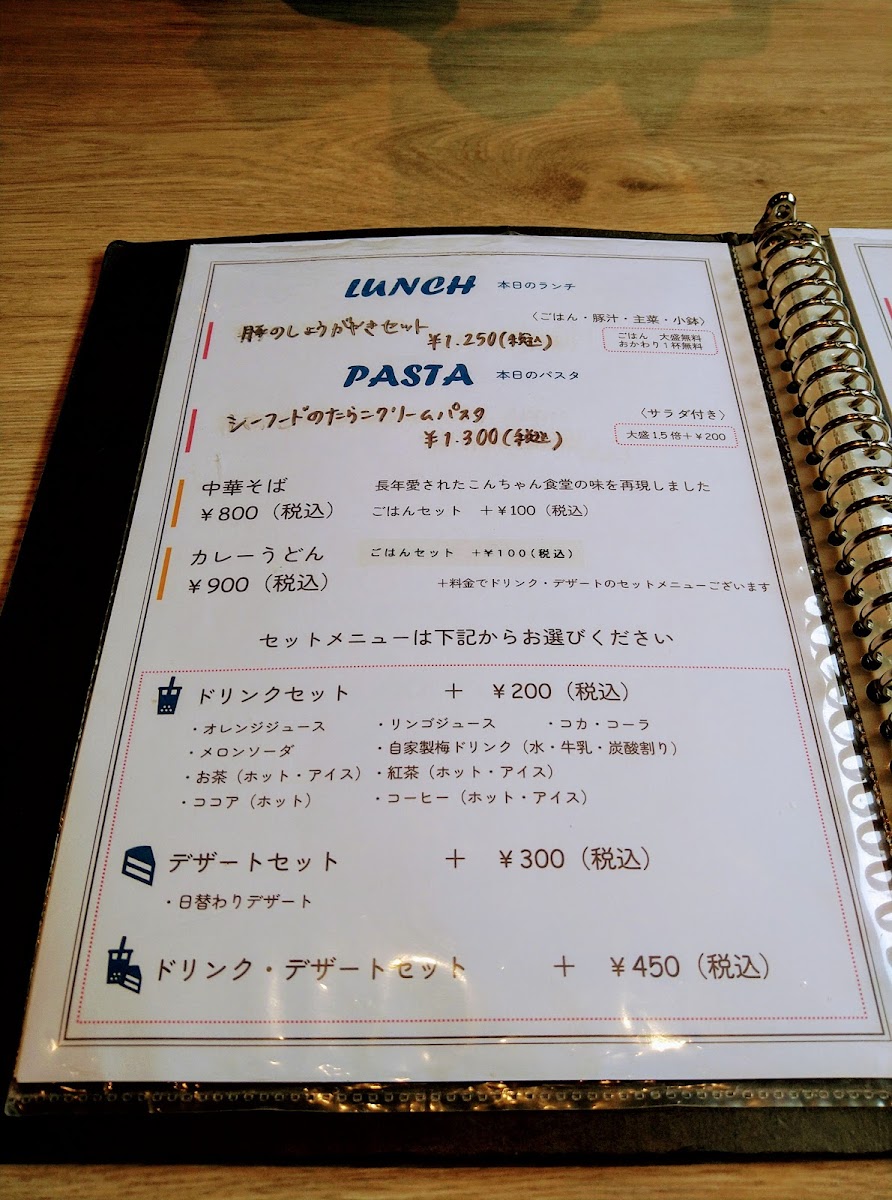 LUNCH 本日のランチ
〈ごはん・豚汁・主菜・小鉢〉
豚のしょうがやきセット
¥1.250(税込)
ごはん 大盛無料
おかわり1杯無料
PASTA 本日のパスタ
〈サラダ付き〉
シーフードのたらこクリームパスタ
¥1.300(税込)
大盛1.5倍+¥200
中華そば 長年愛されたこんちゃん食堂の味を再現しました
¥800(税込) ごはんセット +¥100(税込)
カレーうどん ごはんセット +¥100(税込)
¥900(税込) +料金でドリンク・デザートのセットメニューございます
セットメニューは下記からお選びください
ドリンクセット + ¥200(税込)
・オレンジジュース ・リンゴジュース ・コカ・コーラ
・メロンソーダ ・自家製梅ドリンク(水・牛乳・炭酸割り)
・お茶(ホット・アイス) ・紅茶(ホット・アイス)
・ココア(ホット) ・コーヒー(ホット・アイス)
デザートセット + ¥300(税込)
・日替わりデザート
ドリンク・デザートセット + ¥450(税込)